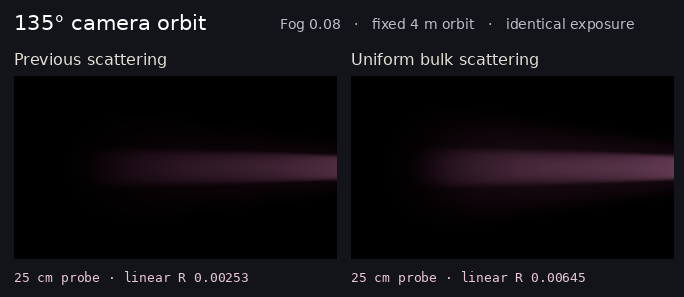 135° camera orbit
Fog 0.08 · fixed 4 m orbit · identical exposure
Previous scattering
Uniform bulk scattering
25 cm probe · linear R 0.00253
25 cm probe · linear R 0.00645